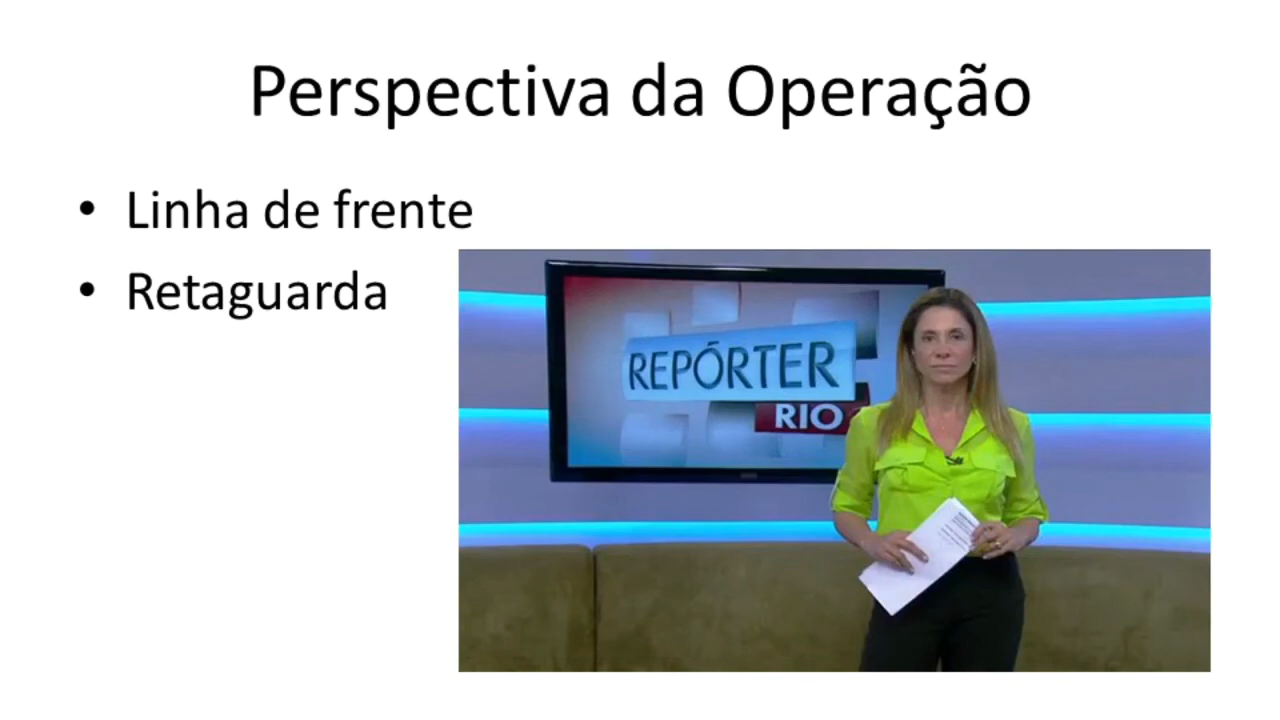 Perspectiva da Operação
• Linha de frente
• Retaguarda
REPÓRTER
RIO